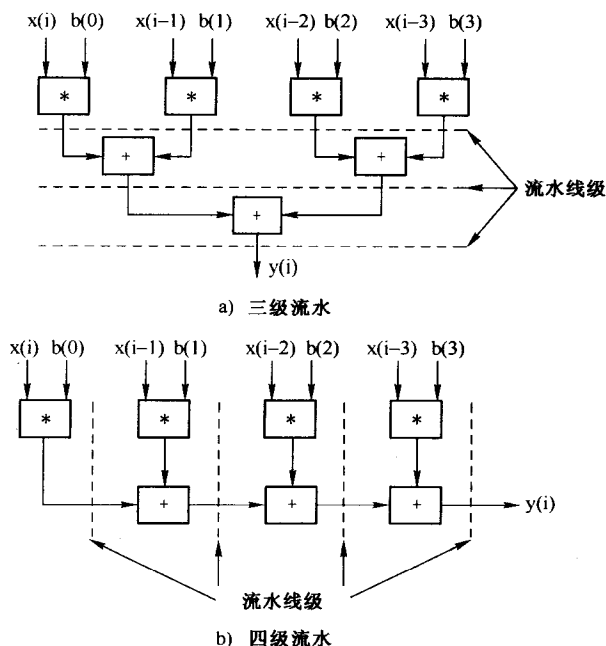 x(i) b(0) x(i–1) b(1) x(i–2) b(2) x(i–3) b(3)
* * * *
+ +
流水线级
+
y(i)
a) 三级流水
x(i) b(0) x(i–1) b(1) x(i–2) b(2) x(i–3) b(3)
* * * *
+ + + y(i)
流水线级
b) 四级流水